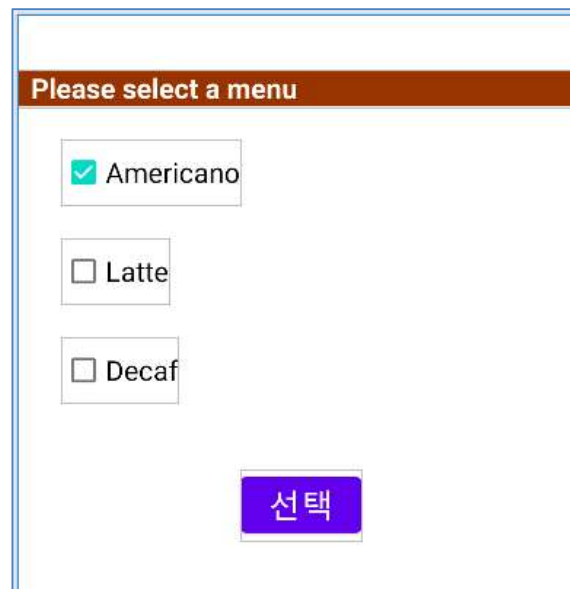 Please select a menu
Americano
Latte
Decaf
선택